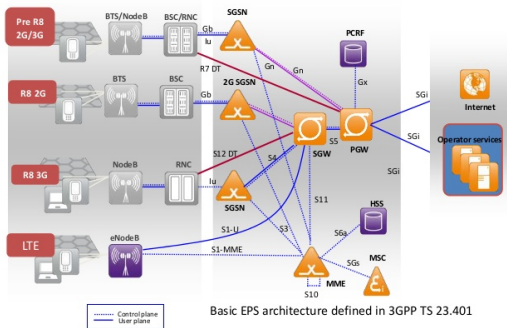 Pre R8
2G/3G
BTS/NodeB
BSC/RNC
SGSN
Gb
Iu
R7 DT
Gn
Gn
PCRF
Gx
SGi
Internet
R8 2G
BTS
BSC
Gb
2G SGSN
SGW
S5
PGW
SGi
Operator services
R8 3G
NodeB
RNC
S12 DT
S4
Iu
SGSN
S11
SGi
HSS
LTE
eNodeB
S1-U
S3
S1-MME
S6a
SGs
MSC
MME
S10
Control plane
User plane
Basic EPS architecture defined in 3GPP TS 23.401